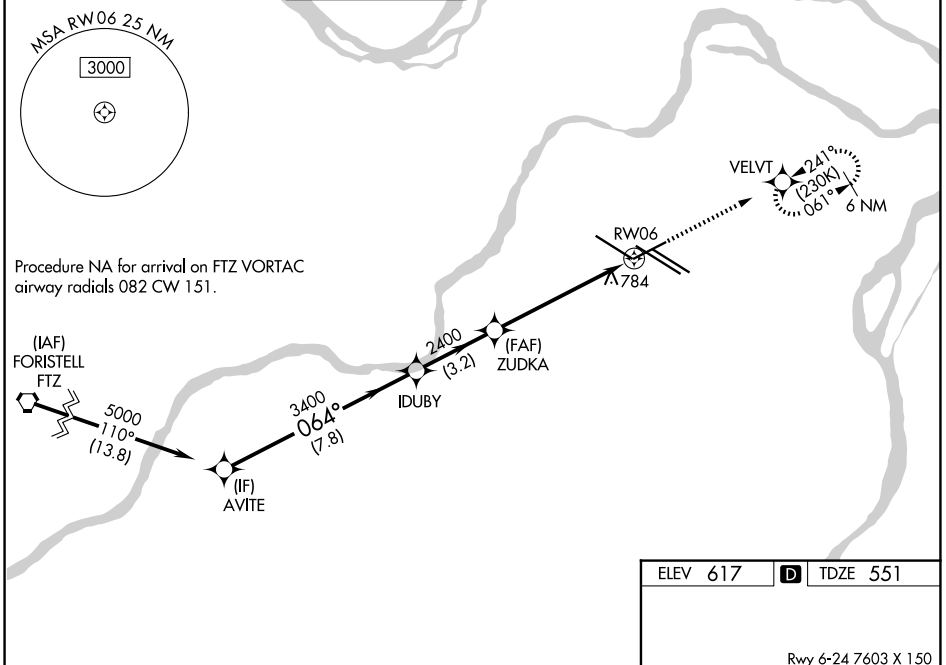 MSA RW06 25 NM
3000
Procedure NA for arrival on FTZ VORTAC
airway radials 082 CW 151.
(IAF)
FORISTELL
FTZ
5000
110°
(13.8)
(IF)
AVITE
3400
064°
(7.8)
IDUBY
2400
(3.2)
(FAF)
ZUDKA
RW06
784
VELVT
241°
(230K)
061°
6 NM
ELEV 617 D TDZE 551
Rwy 6-24 7603 X 150